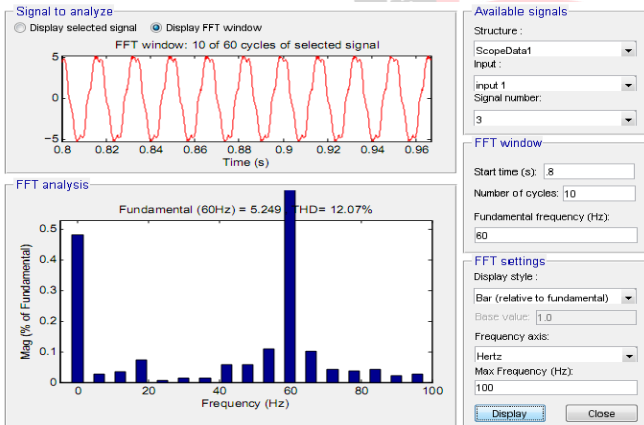 Signal to analyze
Display selected signal Display FFT window
FFT window: 10 of 60 cycles of selected signal
5
0
-5
0.8 0.82 0.84 0.86 0.88 0.9 0.92 0.94 0.96
Time (s)
FFT analysis
Fundamental (60Hz) = 5.249 THD= 12.07%
Mag (% of Fundamental)
0.5
0.4
0.3
0.2
0.1
0
0 20 40 60 80 100
Frequency (Hz)
Available signals
Structure :
ScopeData1
Input :
input 1
Signal number:
3
FFT window
Start time (s): .8
Number of cycles: 10
Fundamental frequency (Hz):
60
FFT settings
Display style :
Bar (relative to fundamental)
Base value: 1.0
Frequency axis:
Hertz
Max Frequency (Hz):
100
Display Close